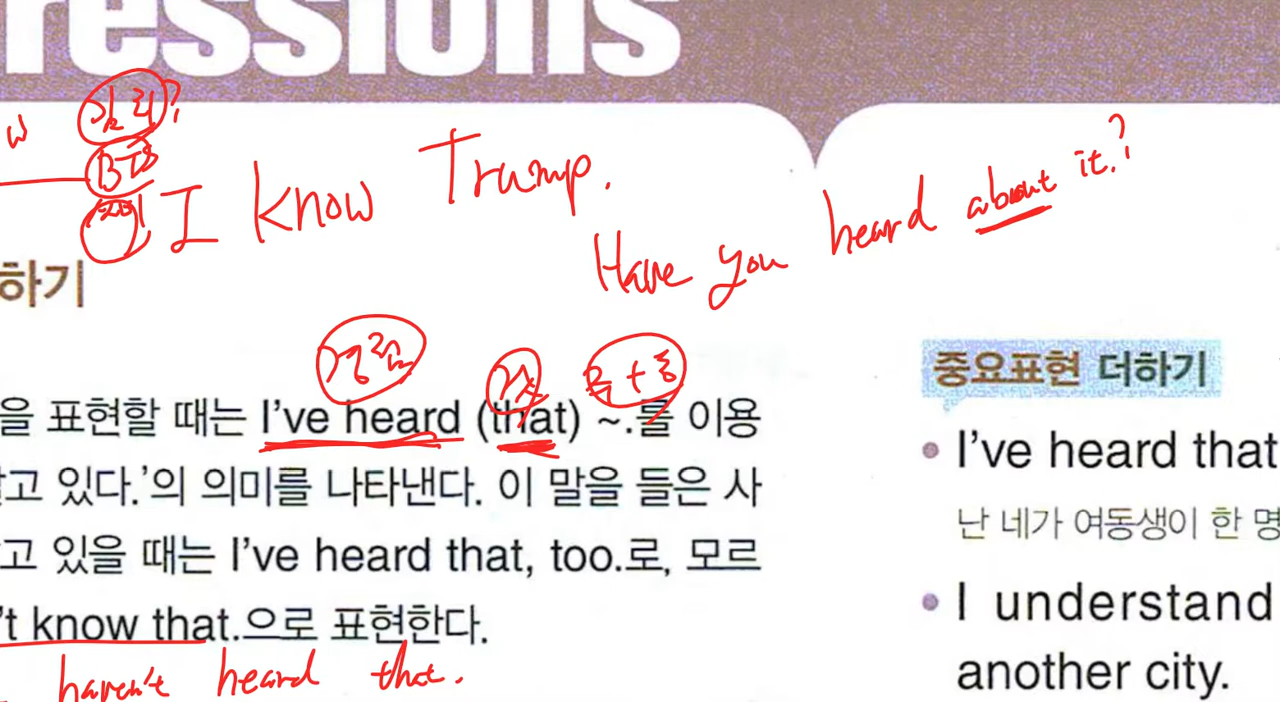 ressions
w
?
BTS
I know Trump.
Have you heard about it.?
하기
경험
주+동
을 표현할 때는 I've heard (that) ~.를 이용
알고 있다.'의 의미를 나타낸다. 이 말을 들은 사
고 있을 때는 I've heard that, too.로, 모르
't know that.으로 표현한다.
haven't heard that.
중요표현 더하기
I've heard that
난 네가 여동생이 한 명
I understand
another city.